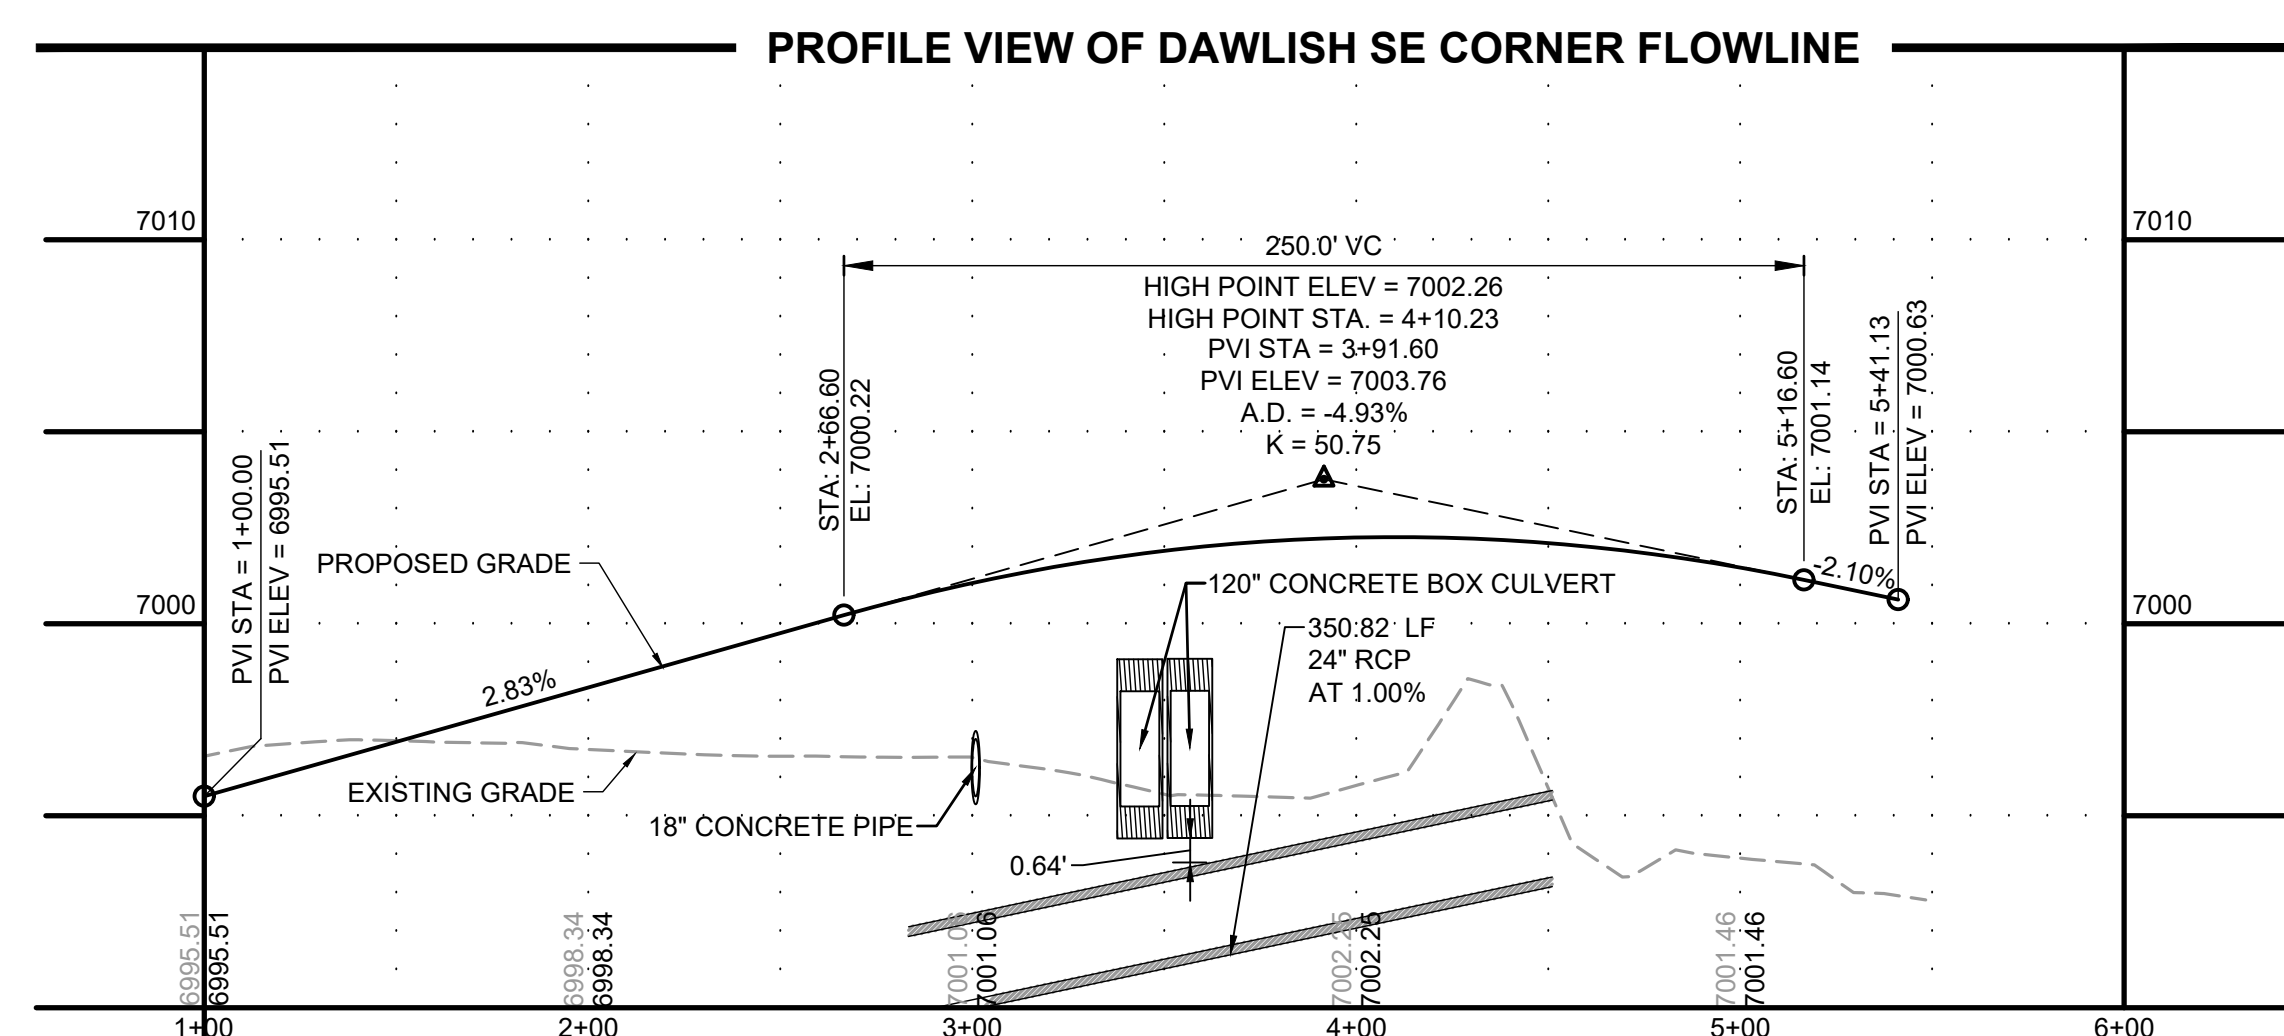 PROFILE VIEW OF DAWLISH SE CORNER FLOWLINE
7010
7010
250.0' VC
HIGH POINT ELEV = 7002.26
HIGH POINT STA. = 4+10.23
PVI STA = 3+91.60
PVI ELEV = 7003.76
A.D. = -4.93%
K = 50.75
STA: 2+66.60
EL: 7000.22
STA: 5+16.60
EL: 7001.14
PVI STA = 5+41.13
PVI ELEV = 7000.63
PVI STA = 1+00.00
PVI ELEV = 6995.51
PROPOSED GRADE
-2.10%
120" CONCRETE BOX CULVERT
7000
7000
350.82' LF
24" RCP
AT 1.00%
2.83%
EXISTING GRADE
18" CONCRETE PIPE
0.64'
6995.51
6995.51
6998.34
6998.34
7001.06
7001.06
7002.25
7002.25
7001.46
7001.46
1+00
2+00
3+00
4+00
5+00
6+00